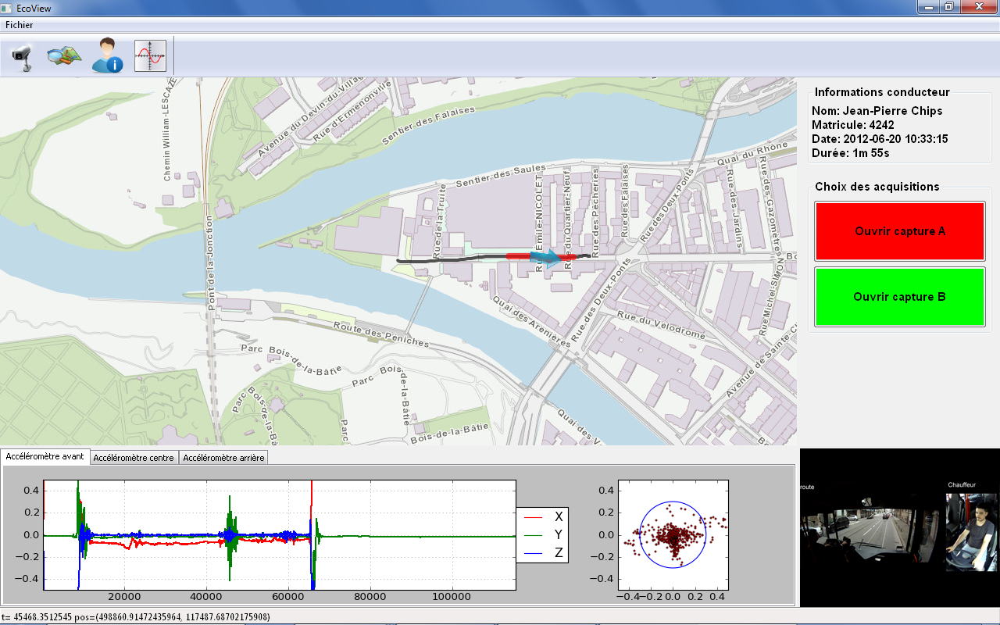 EcoView
Fichier
Chemin William-LESCAZE
Avenue du Devin-du-Villag
Rue d'Ermenonville
Sentier des Falaises
Sentier des Saules
Quai du Rhône
Pont de la Jonction
Rue de la Truite
Rue Emile-NICOLET
Rue du Quartier-Neuf
Rue des Pêcheries
Rue des Falaises
Rue des Deux-Ponts
Rue des Jardins
Rue des Gazomètres
Bo
Rue des Deux-Ponts
Rue Michel-SIMON
Quai des Arénières
Rue du Vélodrome
Route des Péniches
Avenue de Sainte-C
Parc Bois-de-la-Bâtie
Parc Bois-de-la-Bâtie
Parc
Bois-de-la-Bâ
Parc
Bois-de-la-Bâtie
Quai des V
Informations conducteur
Nom: Jean-Pierre Chips
Matricule: 4242
Date: 2012-06-20 10:33:15
Durée: 1m 55s
Choix des acquisitions
Ouvrir capture A
Ouvrir capture B
Accéléromètre avant
Accéléromètre centre
Accéléromètre arrière
0.4
0.2
0.0
−0.2
−0.4
20000
40000
60000
80000
100000
X
Y
Z
0.4
0.2
0.0
−0.2
−0.4
−0.4
−0.2
0.0
0.2
0.4
route
Chauffeur
t= 45468.3512545 pos=(498860.91472435964, 117487.68702175908)